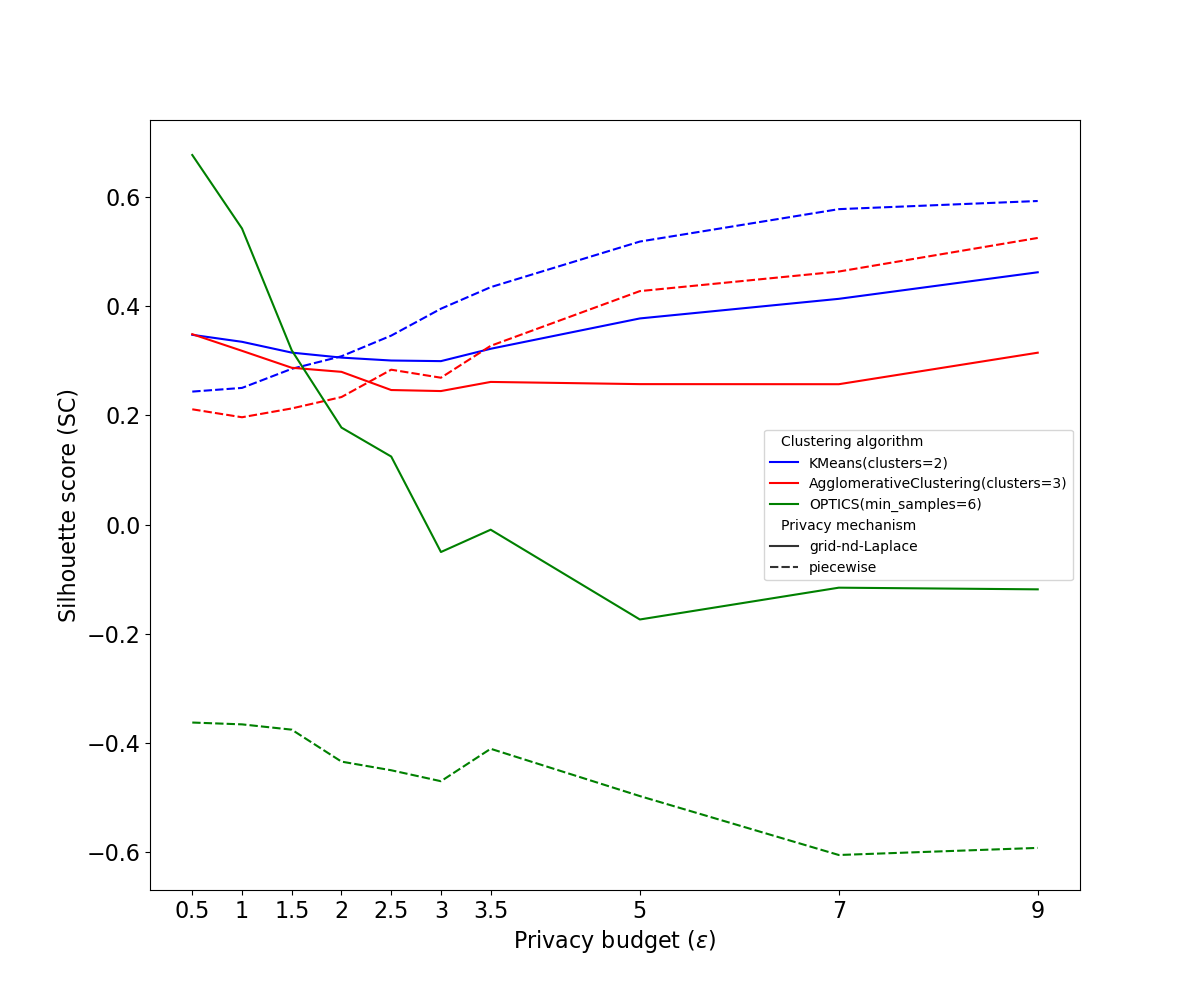 0.6
0.4
0.2
0.0
−0.2
−0.4
−0.6
Silhouette score (SC)
Clustering algorithm
KMeans(clusters=2)
AgglomerativeClustering(clusters=3)
OPTICS(min_samples=6)
Privacy mechanism
grid-nd-Laplace
piecewise
0.5 1 1.5 2 2.5 3 3.5 5 7 9
Privacy budget (ε)